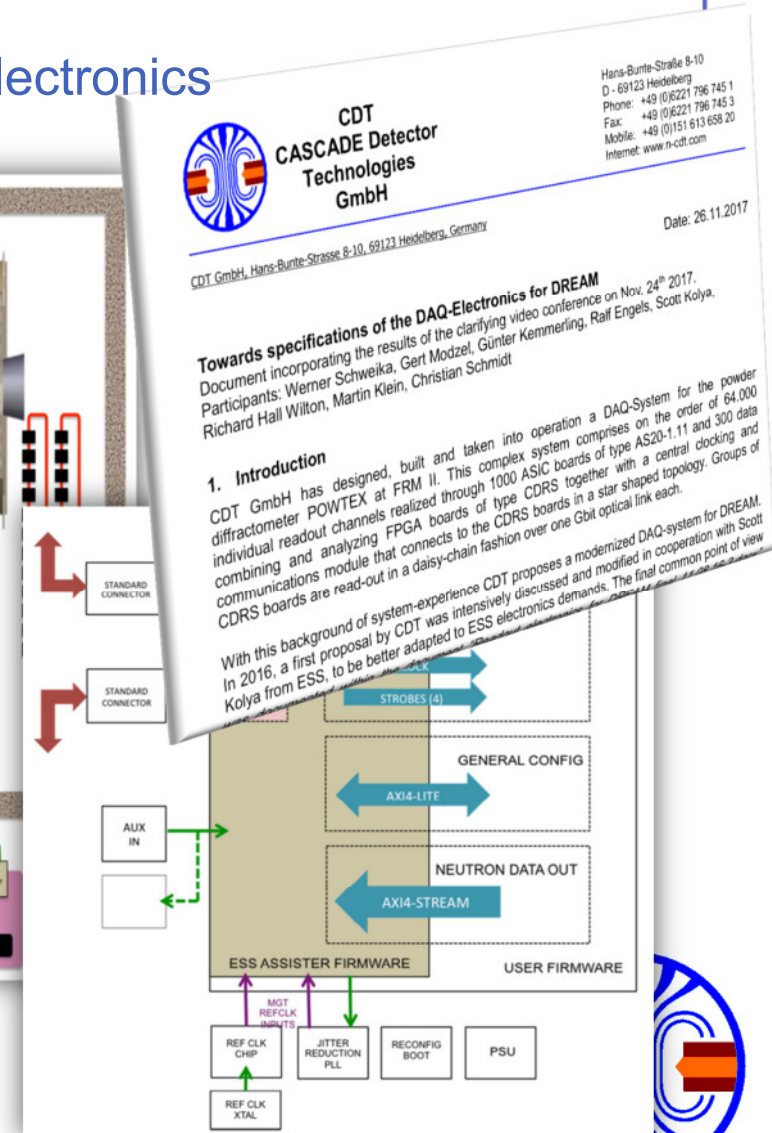 lectronics
CDT
CASCADE Detector
Technologies
GmbH
Hans-Bunte-Straße 8-10
D - 69123 Heidelberg
Phone: +49 (0)6221 796 745 1
Fax: +49 (0)6221 796 745 3
Mobile: +49 (0)151 613 658 20
Internet: www.n-cdt.com
CDT GmbH, Hans-Bunte-Strasse 8-10, 69123 Heidelberg, Germany
Date: 26.11.2017
Towards specifications of the DAQ-Electronics for DREAM
Document incorporating the results of the clarifying video conference on Nov. 24th 2017.
Participants: Werner Schweika, Gert Modzel, Günter Kemmerling, Ralf Engels, Scott Kolya,
Richard Hall Wilton, Martin Klein, Christian Schmidt
1. Introduction
CDT GmbH has designed, built and taken into operation a DAQ-System for the powder
diffractometer POWTEX at FRM II. This complex system comprises on the order of 64.000
individual readout channels realized through 1000 ASIC boards of type AS20-1.11 and 300 data
combining and analyzing FPGA boards of type CDRS together with a central clocking and
communications module that connects to the CDRS boards in a star shaped topology. Groups of
CDRS boards are read-out in a daisy-chain fashion over one Gbit optical link each.
With this background of system-experience CDT proposes a modernized DAQ-system for DREAM.
In 2016, a first proposal by CDT was intensively discussed and modified in cooperation with Scott
Kolya from ESS, to be better adapted to ESS electronics demands. The final common point of view
STANDARD
CONNECTOR
STANDARD
CONNECTOR
STROBES (4)
GENERAL CONFIG
AXI4-LITE
AUX
IN
NEUTRON DATA OUT
AXI4-STREAM
ESS ASSISTER FIRMWARE
USER FIRMWARE
MGT
REFCLK
INPUTS
REF CLK
CHIP
JITTER
REDUCTION
PLL
RECONFIG
BOOT
PSU
REF CLK
XTAL